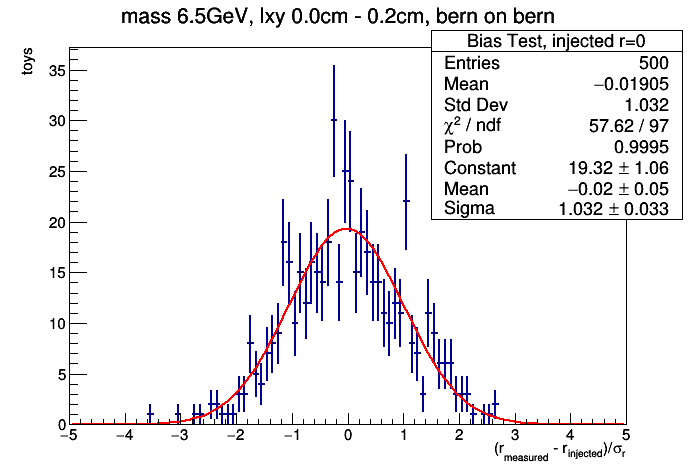 mass 6.5GeV, lxy 0.0cm - 0.2cm, bern on bern
toys
Bias Test, injected r=0
Entries 500
Mean −0.01905
Std Dev 1.032
χ² / ndf 57.62 / 97
Prob 0.9995
Constant 19.32 ± 1.06
Mean −0.02 ± 0.05
Sigma 1.032 ± 0.033
35
30
25
20
15
10
5
0
−5 −4 −3 −2 −1 0 1 2 3 4 5
(r_measured - r_injected)/σ_r